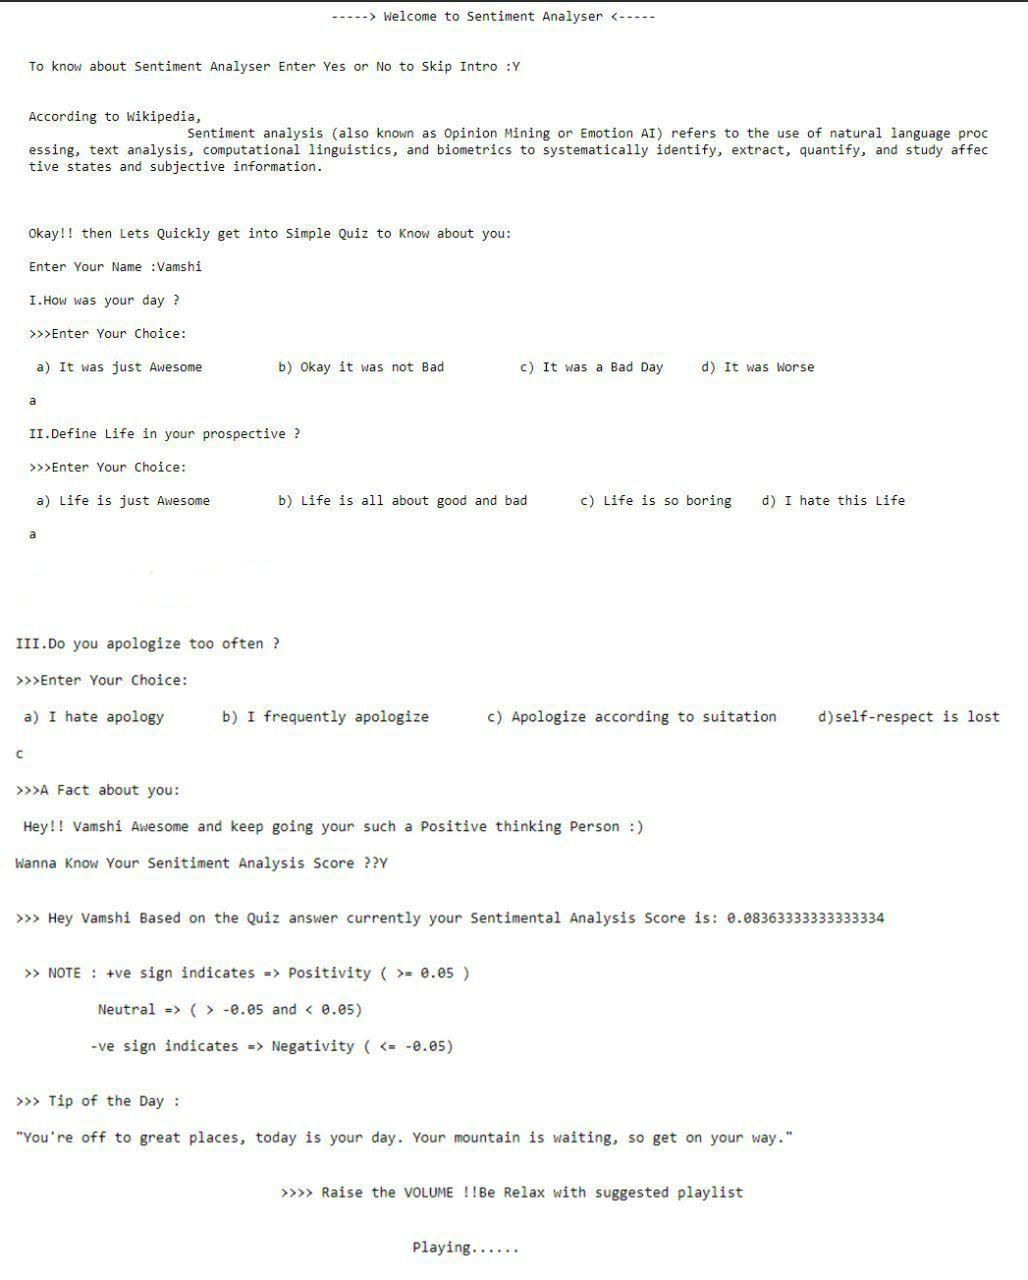 -----> Welcome to Sentiment Analyser <-----
To know about Sentiment Analyser Enter Yes or No to Skip Intro :Y
According to Wikipedia,
Sentiment analysis (also known as Opinion Mining or Emotion AI) refers to the use of natural language proc
essing, text analysis, computational linguistics, and biometrics to systematically identify, extract, quantify, and study affec
tive states and subjective information.
Okay!! then Lets Quickly get into Simple Quiz to Know about you:
Enter Your Name :Vamshi
I.How was your day ?
>>>Enter Your Choice:
a) It was just Awesome b) Okay it was not Bad c) It was a Bad Day d) It was Worse
a
II.Define Life in your prospective ?
>>>Enter Your Choice:
a) Life is just Awesome b) Life is all about good and bad c) Life is so boring d) I hate this Life
a
III.Do you apologize too often ?
>>>Enter Your Choice:
a) I hate apology b) I frequently apologize c) Apologize according to suitation d)self-respect is lost
c
>>>A Fact about you:
Hey!! Vamshi Awesome and keep going your such a Positive thinking Person :)
Wanna Know Your Senitiment Analysis Score ??Y
>>> Hey Vamshi Based on the Quiz answer currently your Sentimental Analysis Score is: 0.08363333333333334
>> NOTE : +ve sign indicates => Positivity ( >= 0.05 )
Neutral => ( > -0.05 and < 0.05)
-ve sign indicates => Negativity ( <= -0.05)
>>> Tip of the Day :
"You're off to great places, today is your day. Your mountain is waiting, so get on your way."
>>>> Raise the VOLUME !!Be Relax with suggested playlist
Playing......